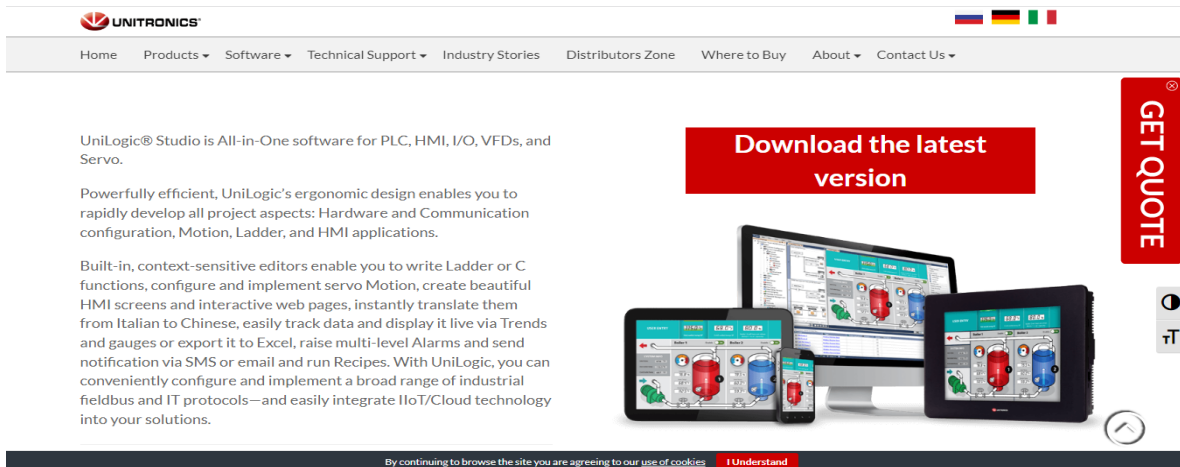 UNITRONICS®
Home Products Software Technical Support Industry Stories Distributors Zone Where to Buy About Contact Us
GET QUOTE
UniLogic® Studio is All-in-One software for PLC, HMI, I/O, VFDs, and
Servo.
Powerfully efficient, UniLogic's ergonomic design enables you to
rapidly develop all project aspects: Hardware and Communication
configuration, Motion, Ladder, and HMI applications.
Built-in, context-sensitive editors enable you to write Ladder or C
functions, configure and implement servo Motion, create beautiful
HMI screens and interactive web pages, instantly translate them
from Italian to Chinese, easily track data and display it live via Trends
and gauges or export it to Excel, raise multi-level Alarms and send
notification via SMS or email and run Recipes. With UniLogic, you can
conveniently configure and implement a broad range of industrial
fieldbus and IT protocols—and easily integrate IIoT/Cloud technology
into your solutions.
Download the latest
version
TT
By continuing to browse the site you are agreeing to our use of cookies I Understand